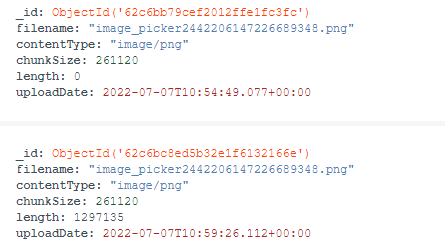 _id: ObjectId('62c6bb79cef2012ffe1fc3fc')
filename: "image_picker2442206147226689348.png"
contentType: "image/png"
chunkSize: 261120
length: 0
uploadDate: 2022-07-07T10:54:49.077+00:00
_id: ObjectId('62c6bc8ed5b32e1f6132166e')
filename: "image_picker2442206147226689348.png"
contentType: "image/png"
chunkSize: 261120
length: 1297135
uploadDate: 2022-07-07T10:59:26.112+00:00